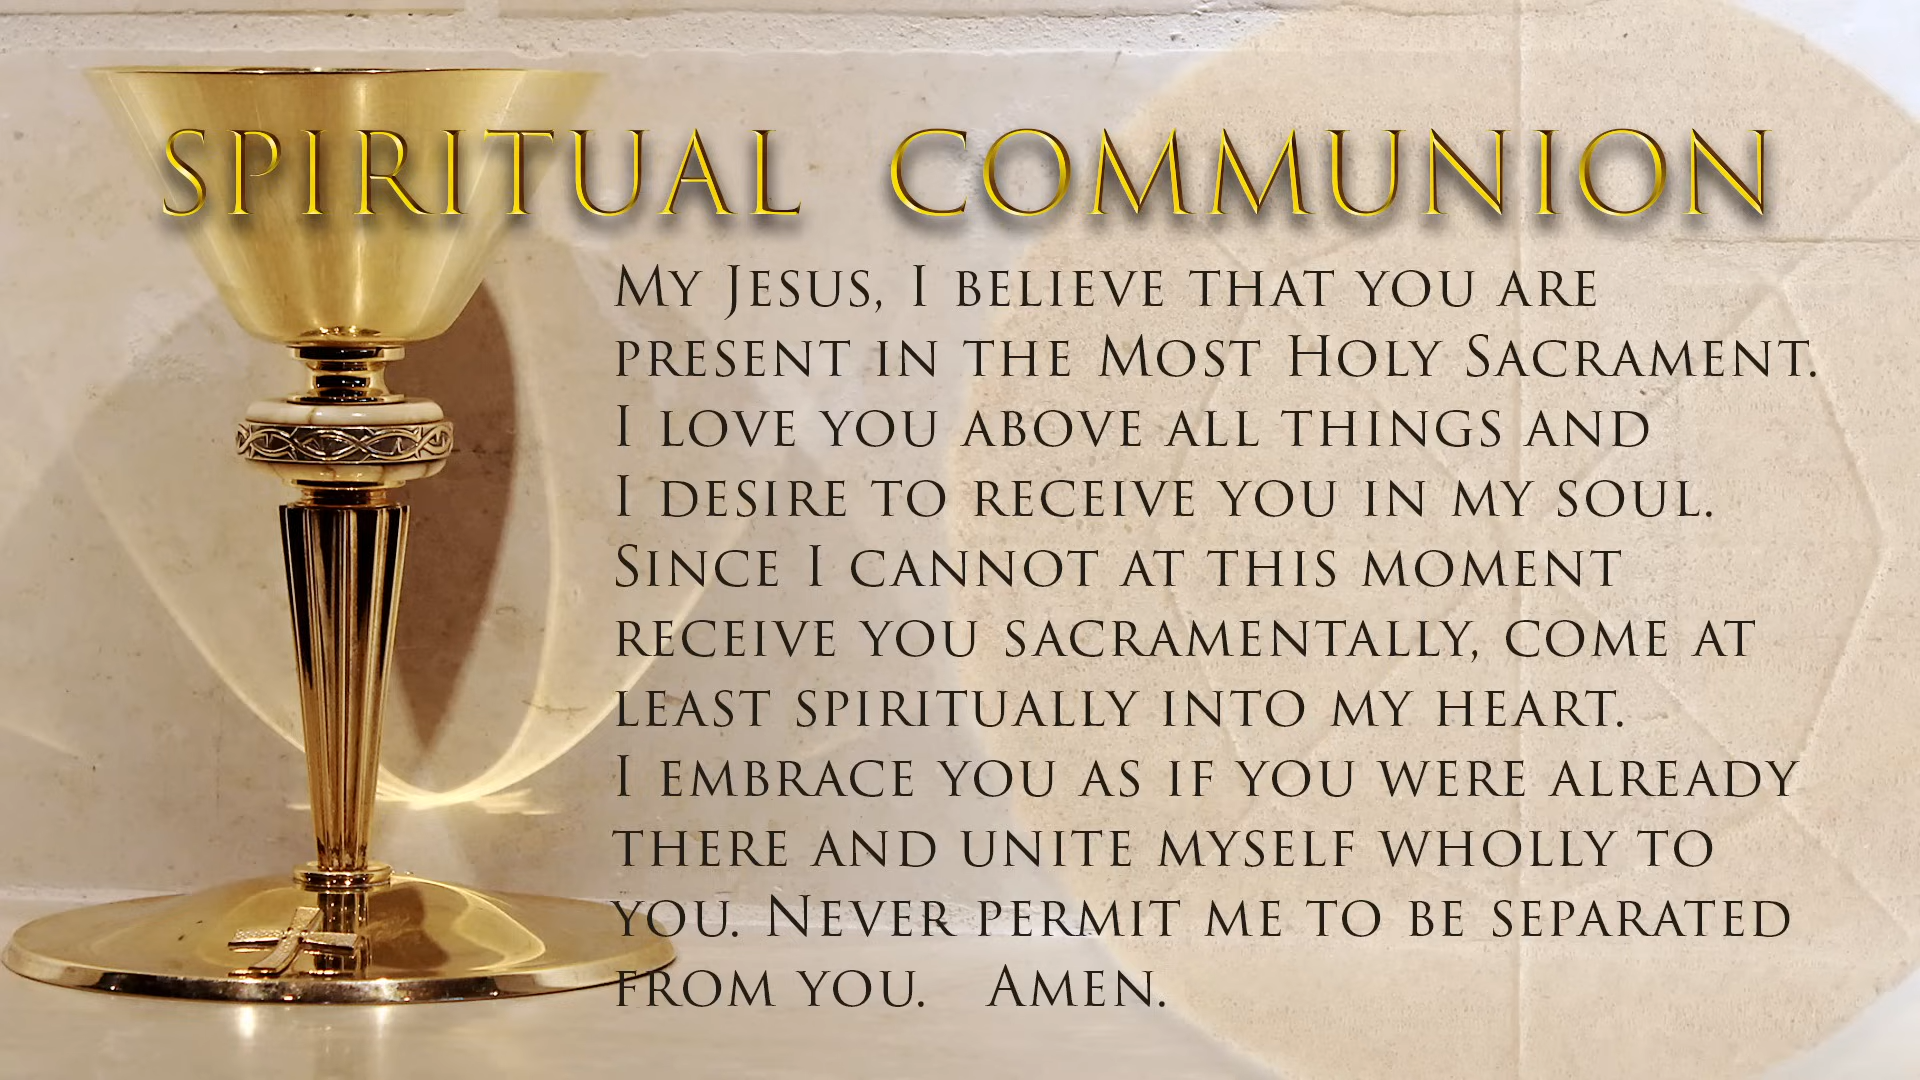 SPIRITUAL COMMUNION
My Jesus, I believe that you are
present in the Most Holy Sacrament.
I love you above all things and
I desire to receive you in my soul.
Since I cannot at this moment
receive you sacramentally, come at
least spiritually into my heart.
I embrace you as if you were already
there and unite myself wholly to
you. Never permit me to be separated
from you. Amen.